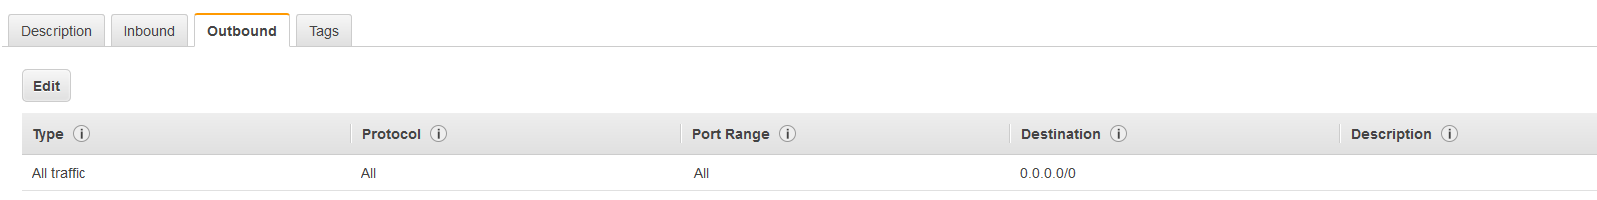 Description Inbound Outbound Tags
Edit
Type Protocol Port Range Destination Description
All traffic All All 0.0.0.0/0